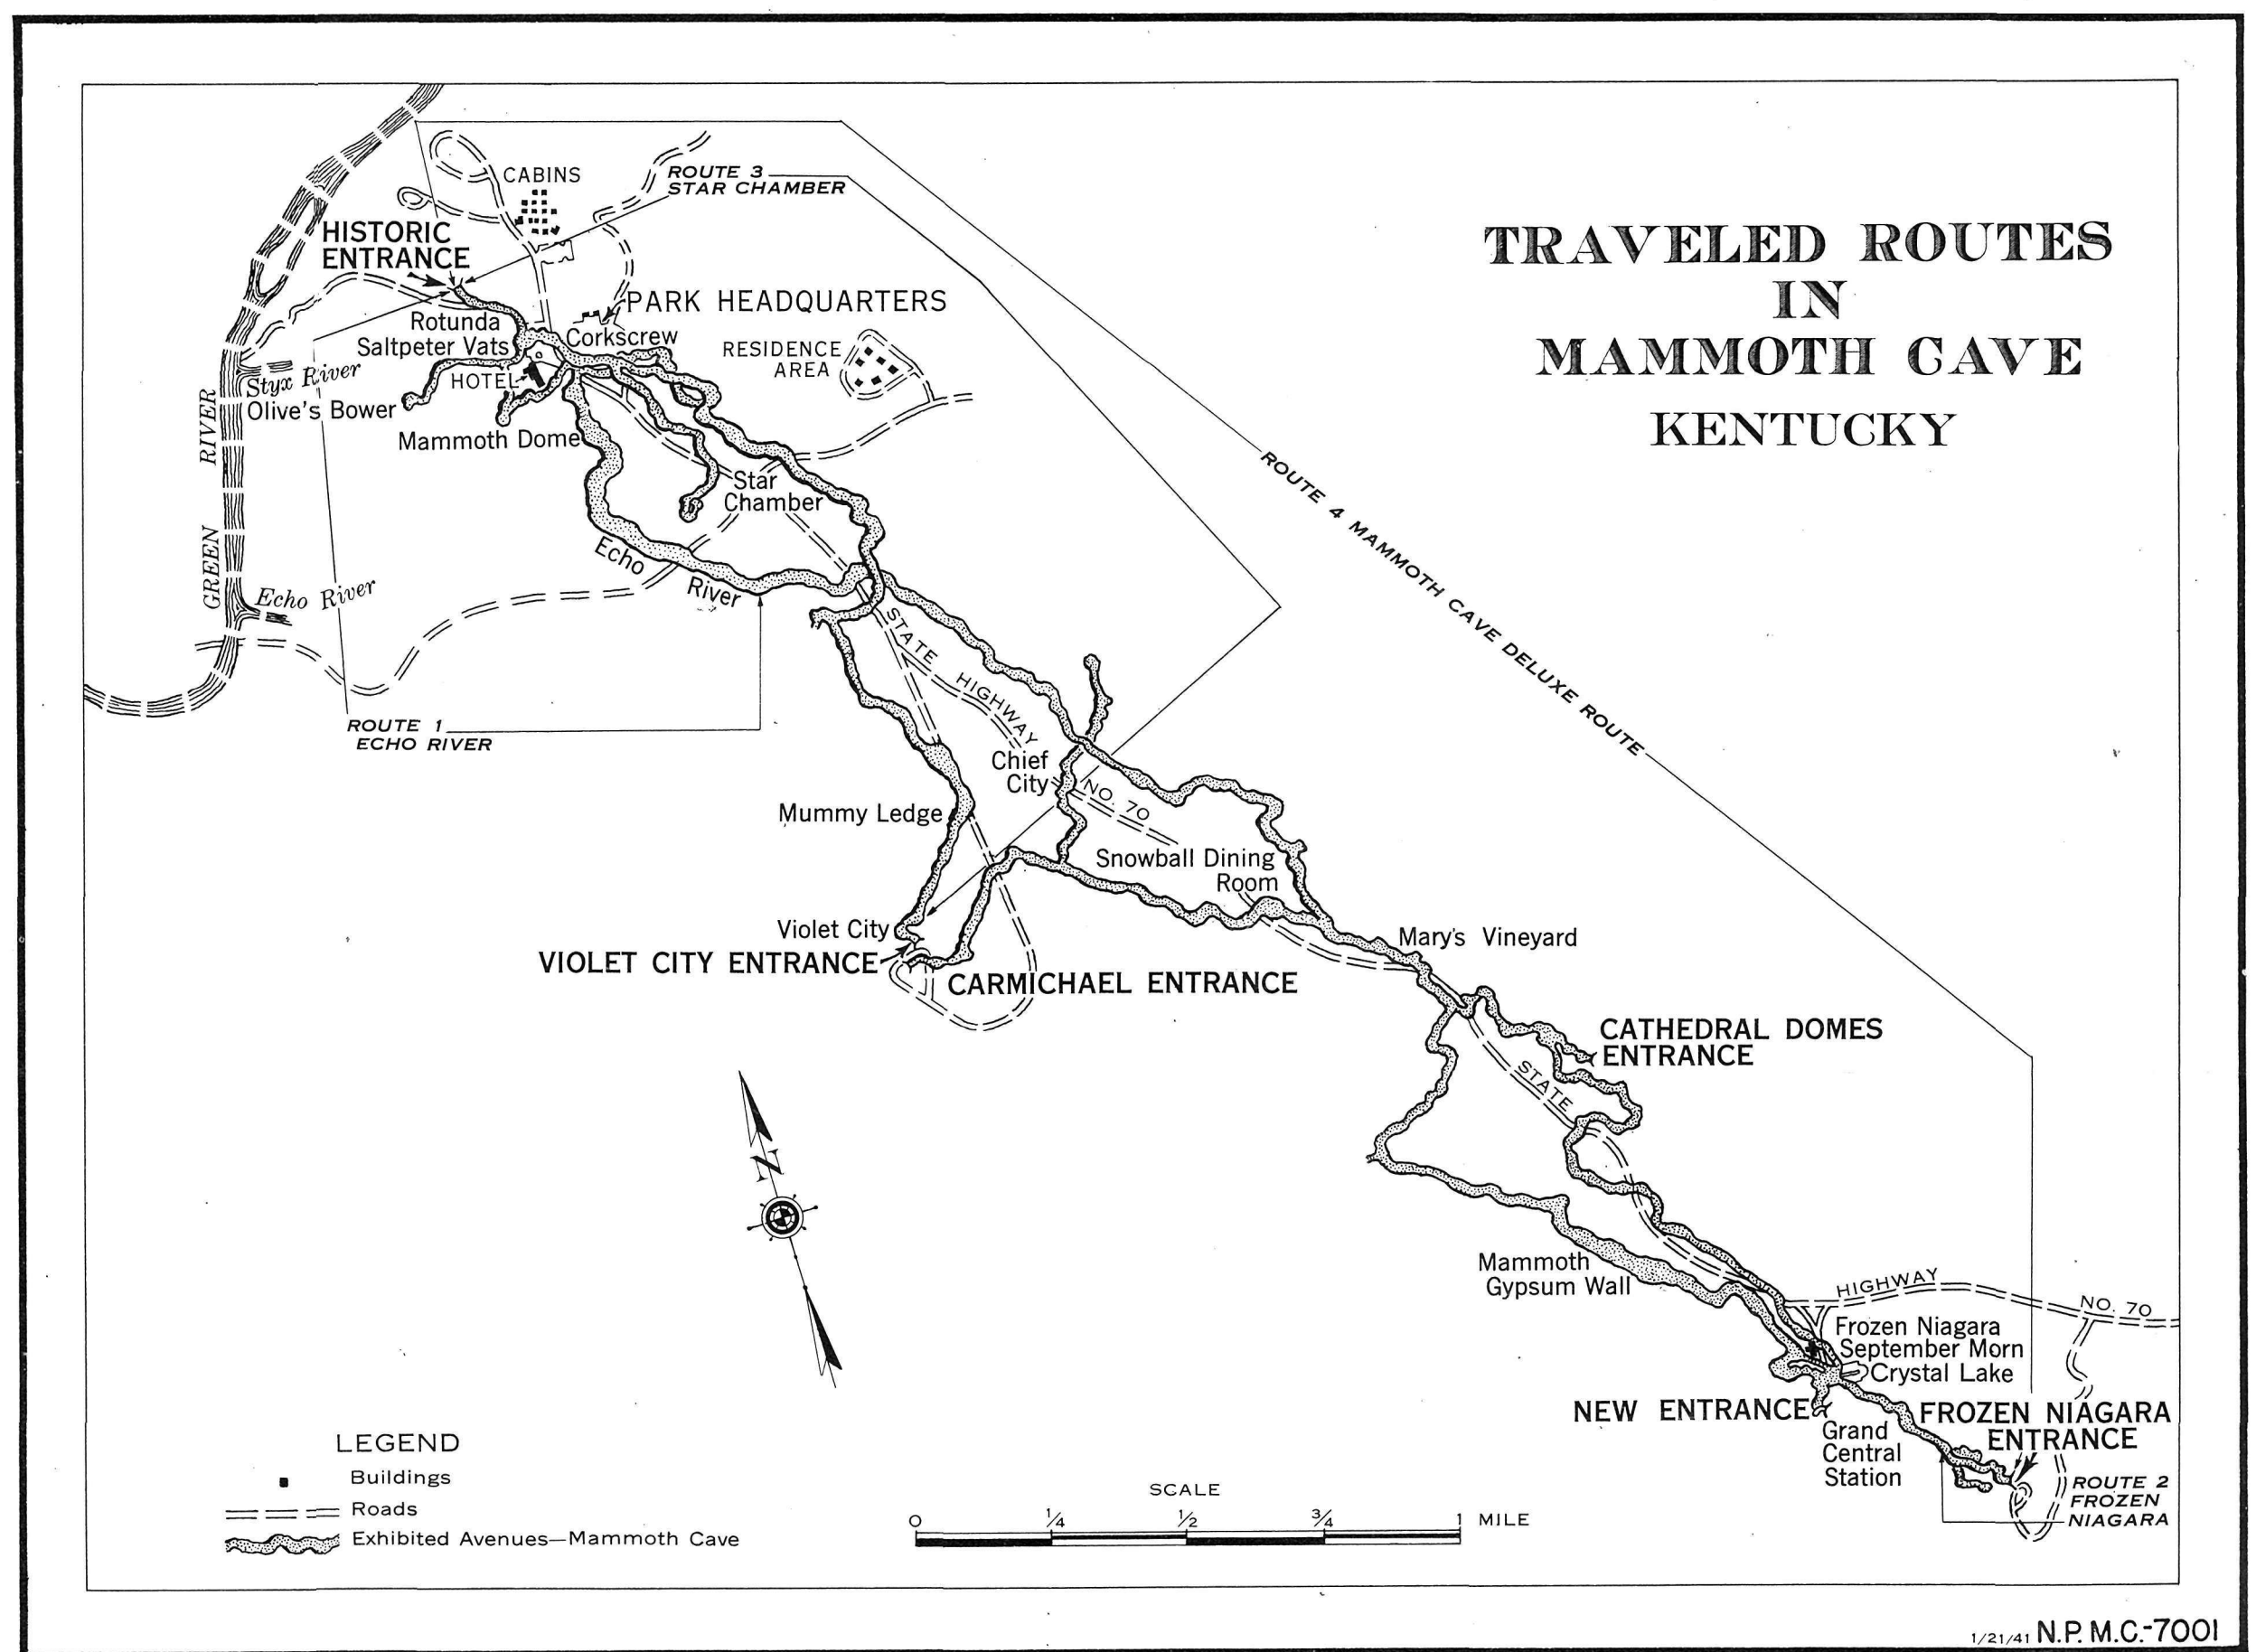 TRAVELED ROUTES
IN
MAMMOTH CAVE
KENTUCKY
CABINS
ROUTE 3
STAR CHAMBER
HISTORIC
ENTRANCE
PARK HEADQUARTERS
Rotunda
Corkscrew
Saltpeter Vats
RESIDENCE
AREA
HOTEL
Styx River
Olive's Bower
Mammoth Dome
GREEN RIVER
Star
Chamber
ROUTE 4 MAMMOTH CAVE DELUXE ROUTE
Echo River
Echo River
STATE HIGHWAY
NO. 70
ROUTE 1
ECHO RIVER
Chief
City
Mummy Ledge
Snowball Dining
Room
Violet City
VIOLET CITY ENTRANCE
CARMICHAEL ENTRANCE
Mary's Vineyard
CATHEDRAL DOMES
ENTRANCE
STATE
HIGHWAY
NO. 70
N
Mammoth
Gypsum Wall
Frozen Niagara
September Morn
Crystal Lake
NEW ENTRANCE
Grand
Central
Station
FROZEN NIAGARA
ENTRANCE
ROUTE 2
FROZEN
NIAGARA
LEGEND
Buildings
Roads
Exhibited Avenues—Mammoth Cave
SCALE
0 1/4 1/2 3/4 1 MILE
1/21/41 N.P.M.C.-7001